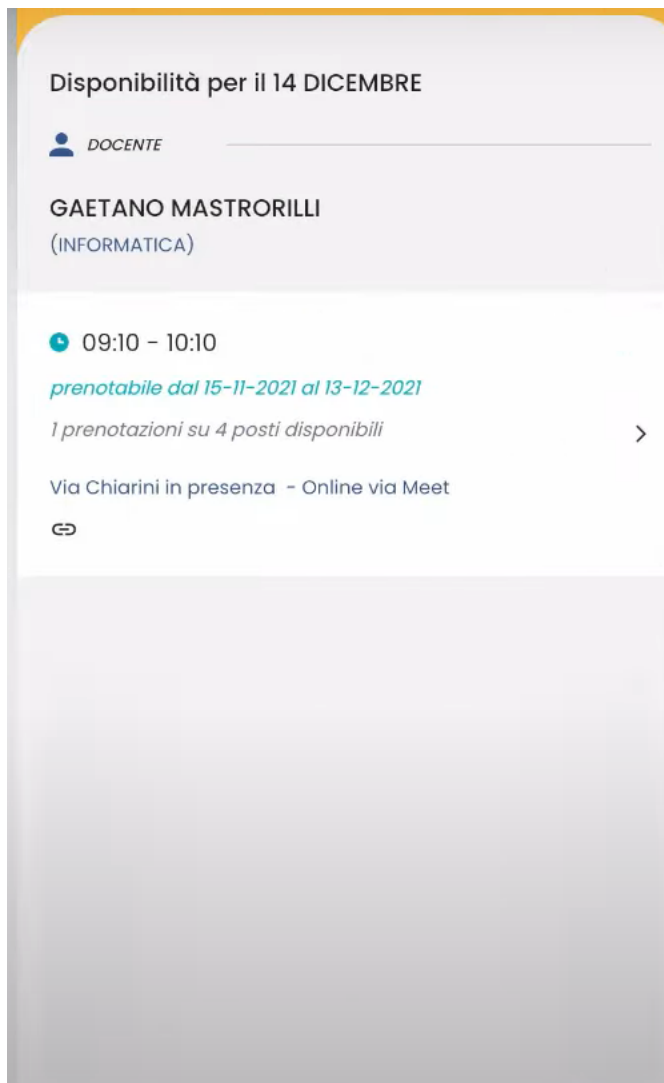 Disponibilità per il 14 DICEMBRE
DOCENTE
GAETANO MASTRORILLI
(INFORMATICA)
09:10 - 10:10
prenotabile dal 15-11-2021 al 13-12-2021
1 prenotazioni su 4 posti disponibili
Via Chiarini in presenza - Online via Meet